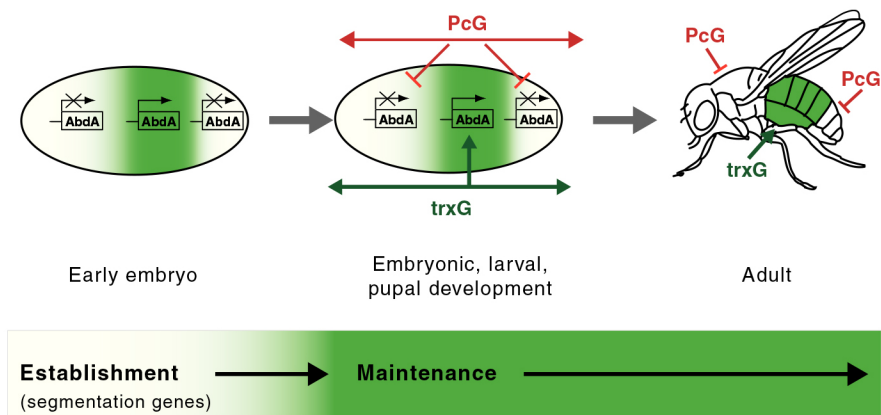 PcG
AbdA
AbdA
AbdA
AbdA
AbdA
AbdA
trxG
PcG
PcG
trxG
Early embryo
Embryonic, larval,
pupal development
Adult
Establishment
(segmentation genes)
Maintenance